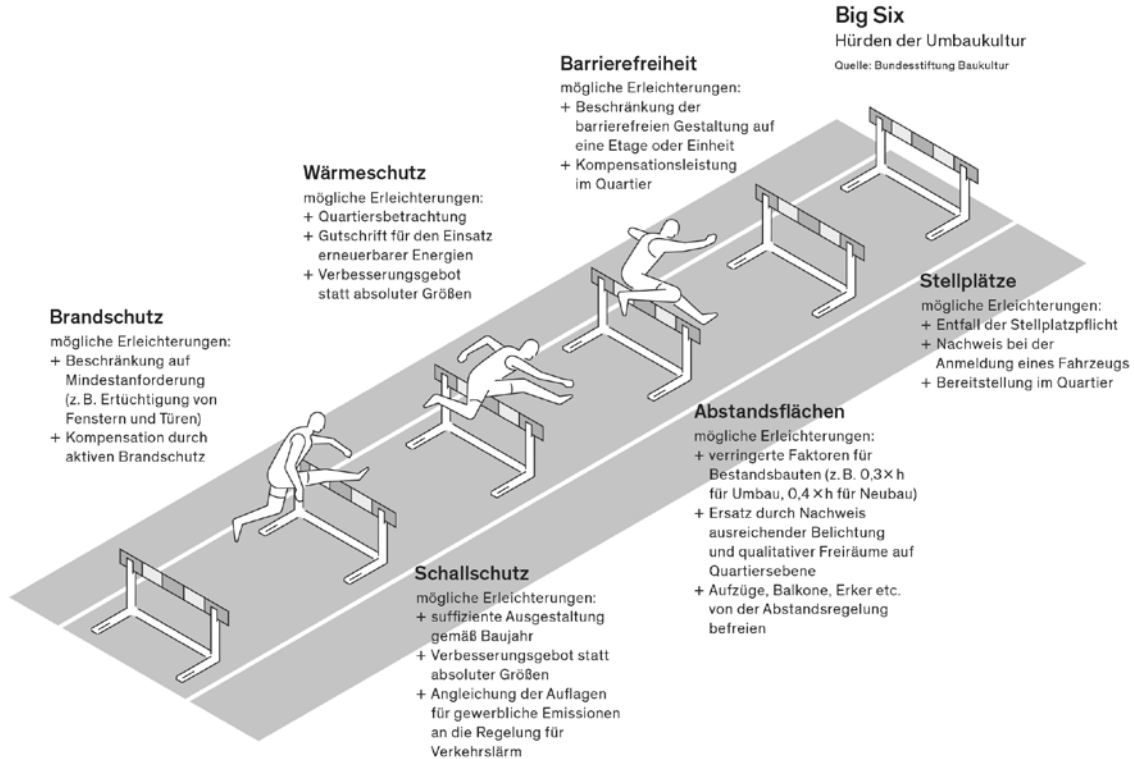 Big Six
Hürden der Umbaukultur
Quelle: Bundesstiftung Baukultur
Barrierefreiheit
mögliche Erleichterungen:
+ Beschränkung der
barrierefreien Gestaltung auf
eine Etage oder Einheit
+ Kompensationsleistung
im Quartier
Wärmeschutz
mögliche Erleichterungen:
+ Quartiersbetrachtung
+ Gutschrift für den Einsatz
erneuerbarer Energien
+ Verbesserungsgebot
statt absoluter Größen
Brandschutz
mögliche Erleichterungen:
+ Beschränkung auf
Mindestanforderung
(z. B. Ertüchtigung von
Fenstern und Türen)
+ Kompensation durch
aktiven Brandschutz
Stellplätze
mögliche Erleichterungen:
+ Entfall der Stellplatzpflicht
+ Nachweis bei der
Anmeldung eines Fahrzeugs
+ Bereitstellung im Quartier
Abstandsflächen
mögliche Erleichterungen:
+ verringerte Faktoren für
Bestandsbauten (z. B. 0,3 × h
für Umbau, 0,4 × h für Neubau)
+ Ersatz durch Nachweis
ausreichender Belichtung
und qualitativer Freiräume auf
Quartiersebene
+ Aufzüge, Balkone, Erker etc.
von der Abstandsregelung
befreien
Schallschutz
mögliche Erleichterungen:
+ suffiziente Ausgestaltung
gemäß Baujahr
+ Verbesserungsgebot statt
absoluter Größen
+ Angleichung der Auflagen
für gewerbliche Emissionen
an die Regelung für
Verkehrslärm